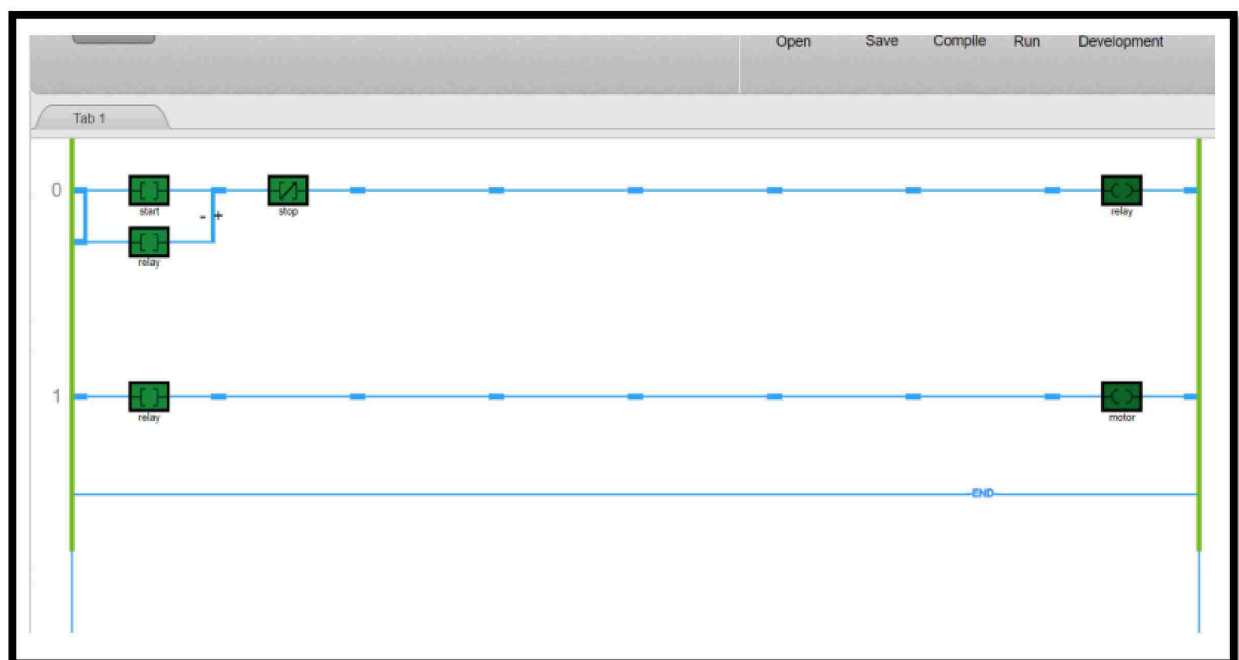 Open Save Compile Run Development
Tab 1
0
start
stop
relay
- +
relay
1
relay
motor
END